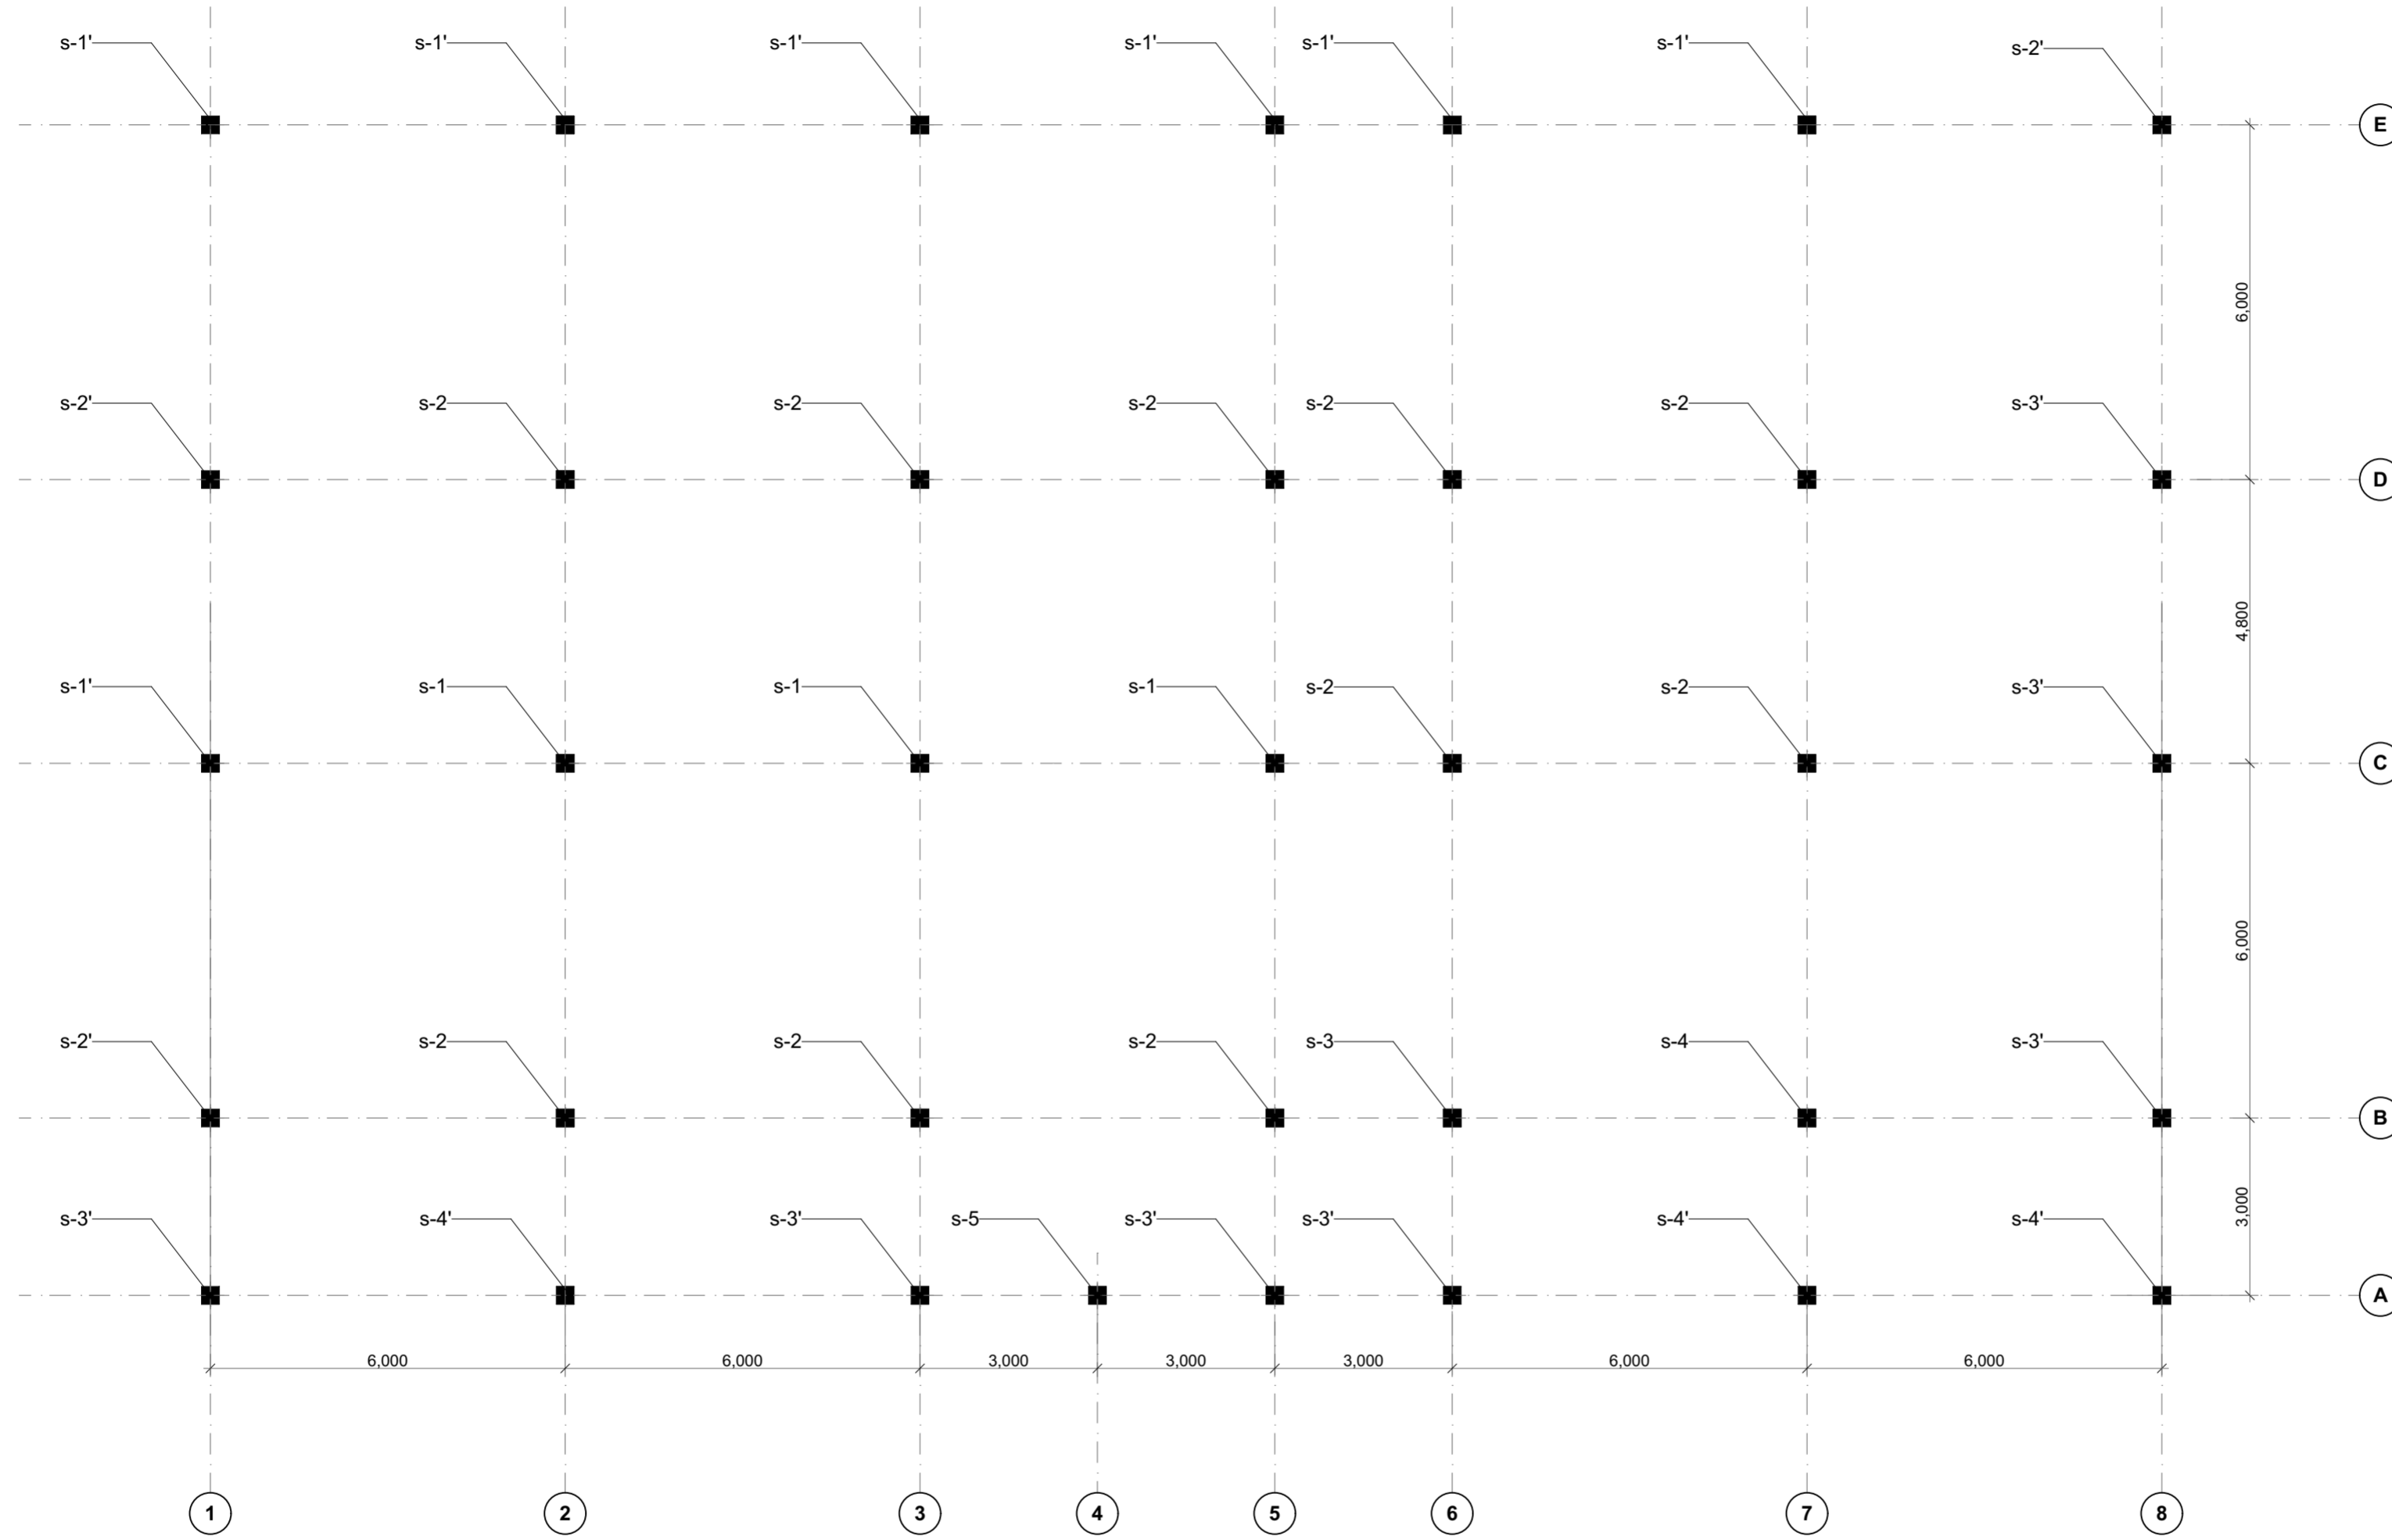 s-1' s-1' s-1' s-1' s-1' s-1' s-2'
E
6,000
s-2' s-2 s-2 s-2 s-2 s-2 s-3'
D
4,800
s-1' s-1 s-1 s-1 s-2 s-2 s-3'
C
6,000
s-2' s-2 s-2 s-2 s-3 s-4 s-3'
B
3,000
s-3' s-4' s-3' s-5 s-3' s-3' s-4' s-4'
A
6,000 6,000 3,000 3,000 3,000 6,000 6,000
1 2 3 4 5 6 7 8